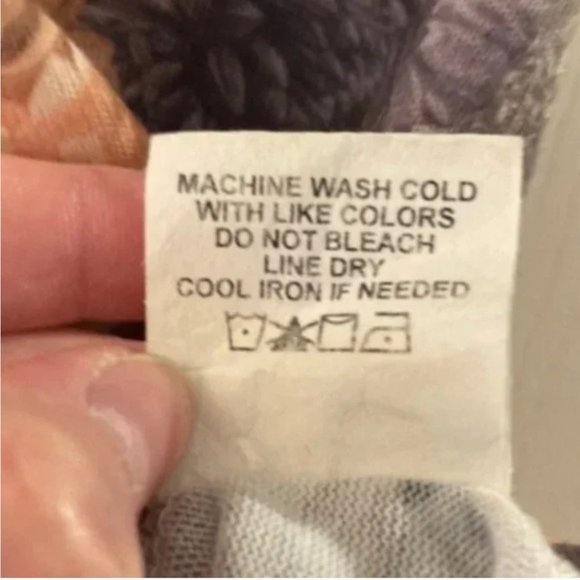 MACHINE WASH COLD
WITH LIKE COLORS
DO NOT BLEACH
LINE DRY
COOL IRON IF NEEDED